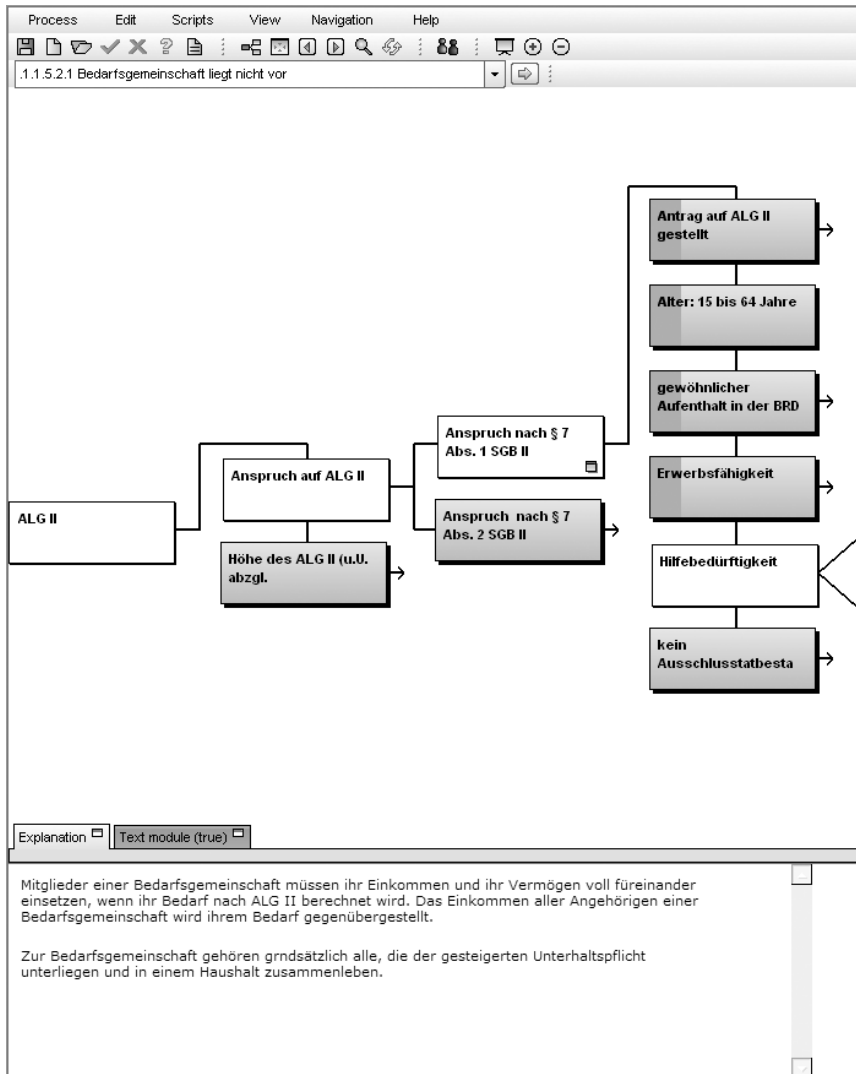 Process Edit Scripts View Navigation Help
.1.1.5.2.1 Bedarfsgemeinschaft liegt nicht vor
Antrag auf ALG II
gestellt
Alter: 15 bis 64 Jahre
gewöhnlicher
Aufenthalt in der BRD
Anspruch nach § 7
Abs. 1 SGB II
Erwerbsfähigkeit
Anspruch auf ALG II
ALG II
Anspruch nach § 7
Abs. 2 SGB II
Höhe des ALG II (u.U.
abzgl.
Hilfebedürftigkeit
kein
Ausschlusstatbesta
Explanation Text module (true)
Mitglieder einer Bedarfsgemeinschaft müssen ihr Einkommen und ihr Vermögen voll füreinander
einsetzen, wenn ihr Bedarf nach ALG II berechnet wird. Das Einkommen aller Angehörigen einer
Bedarfsgemeinschaft wird ihrem Bedarf gegenübergestellt.
Zur Bedarfsgemeinschaft gehören grndsätzlich alle, die der gesteigerten Unterhaltspflicht
unterliegen und in einem Haushalt zusammenleben.